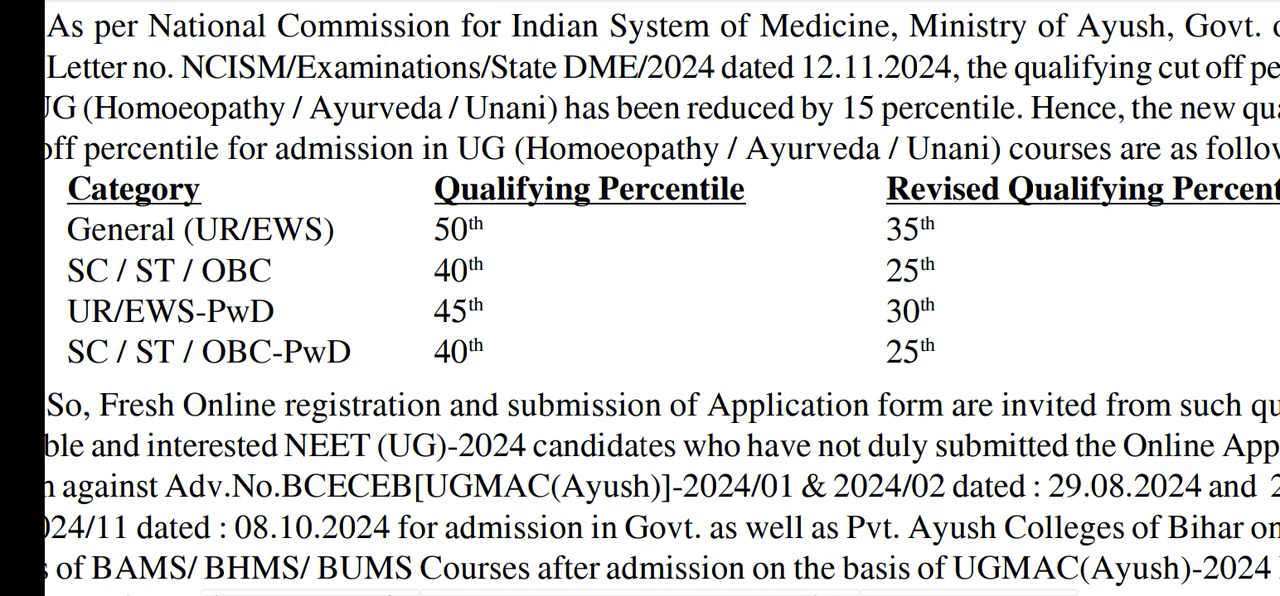 As per National Commission for Indian System of Medicine, Ministry of Ayush, Govt.
Letter no. NCISM/Examinations/State DME/2024 dated 12.11.2024, the qualifying cut off pe
UG (Homoeopathy / Ayurveda / Unani) has been reduced by 15 percentile. Hence, the new qua
off percentile for admission in UG (Homoeopathy / Ayurveda / Unani) courses are as follow
Category Qualifying Percentile Revised Qualifying Percent
General (UR/EWS) 50th 35th
SC / ST / OBC 40th 25th
UR/EWS-PwD 45th 30th
SC / ST / OBC-PwD 40th 25th
So, Fresh Online registration and submission of Application form are invited from such qu
ble and interested NEET (UG)-2024 candidates who have not duly submitted the Online App
n against Adv.No.BCECEB[UGMAC(Ayush)]-2024/01 & 2024/02 dated : 29.08.2024 and 2
024/11 dated : 08.10.2024 for admission in Govt. as well as Pvt. Ayush Colleges of Bihar on
s of BAMS/ BHMS/ BUMS Courses after admission on the basis of UGMAC(Ayush)-2024